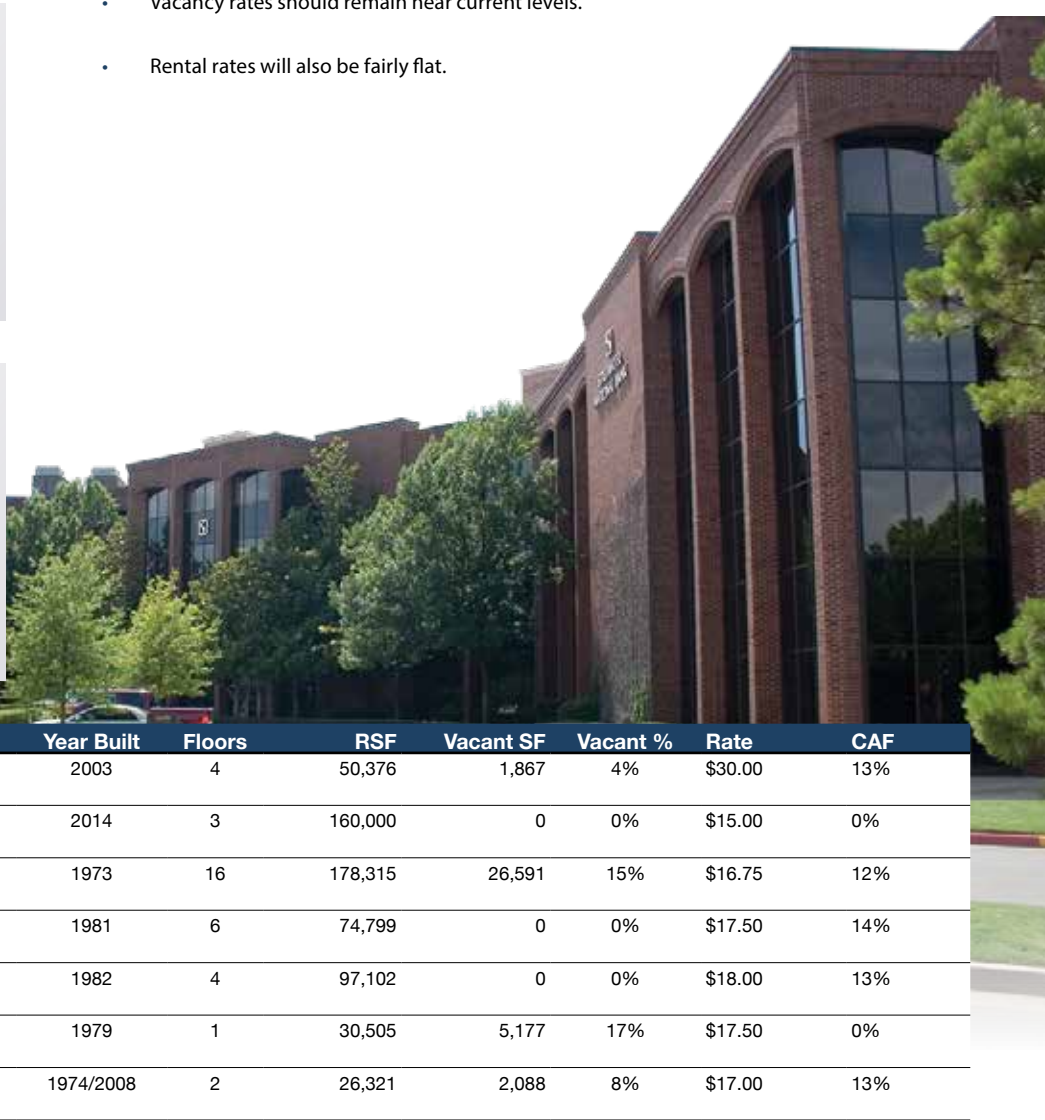 • Vacancy rates should remain near current levels.
• Rental rates will also be fairly flat.
Year Built Floors RSF Vacant SF Vacant % Rate CAF
2003 4 50,376 1,867 4% $30.00 13%
2014 3 160,000 0 0% $15.00 0%
1973 16 178,315 26,591 15% $16.75 12%
1981 6 74,799 0 0% $17.50 14%
1982 4 97,102 0 0% $18.00 13%
1979 1 30,505 5,177 17% $17.50 0%
1974/2008 2 26,321 2,088 8% $17.00 13%